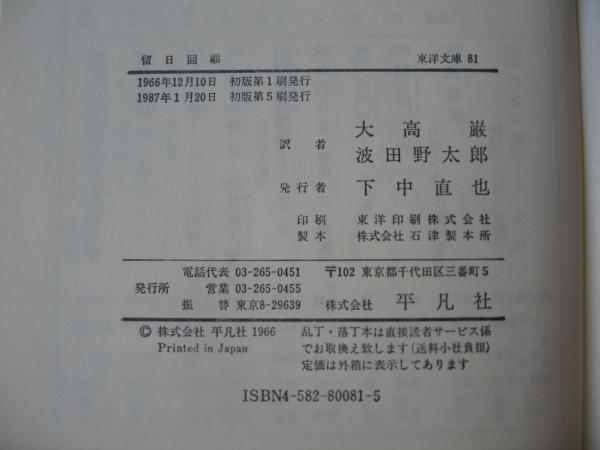 留日回顧 東洋文庫 81
1966年12月10日 初版第1刷発行
1987年1月20日 初版第5刷発行
訳者 大高巌
波田野太郎
発行者 下中直也
印刷 東洋印刷株式会社
製本 株式会社 石津製本所
電話代表 03-265-0451 〒102 東京都千代田区三番町5
発行所 営業 03-265-0455
振替 東京8-29639 株式会社 平凡社
© 株式会社 平凡社 1966 乱丁・落丁本は直接読者サービス係
Printed in Japan でお取換え致します(送料小社負担)
定価は外箱に表示してあります
ISBN4-582-80081-5